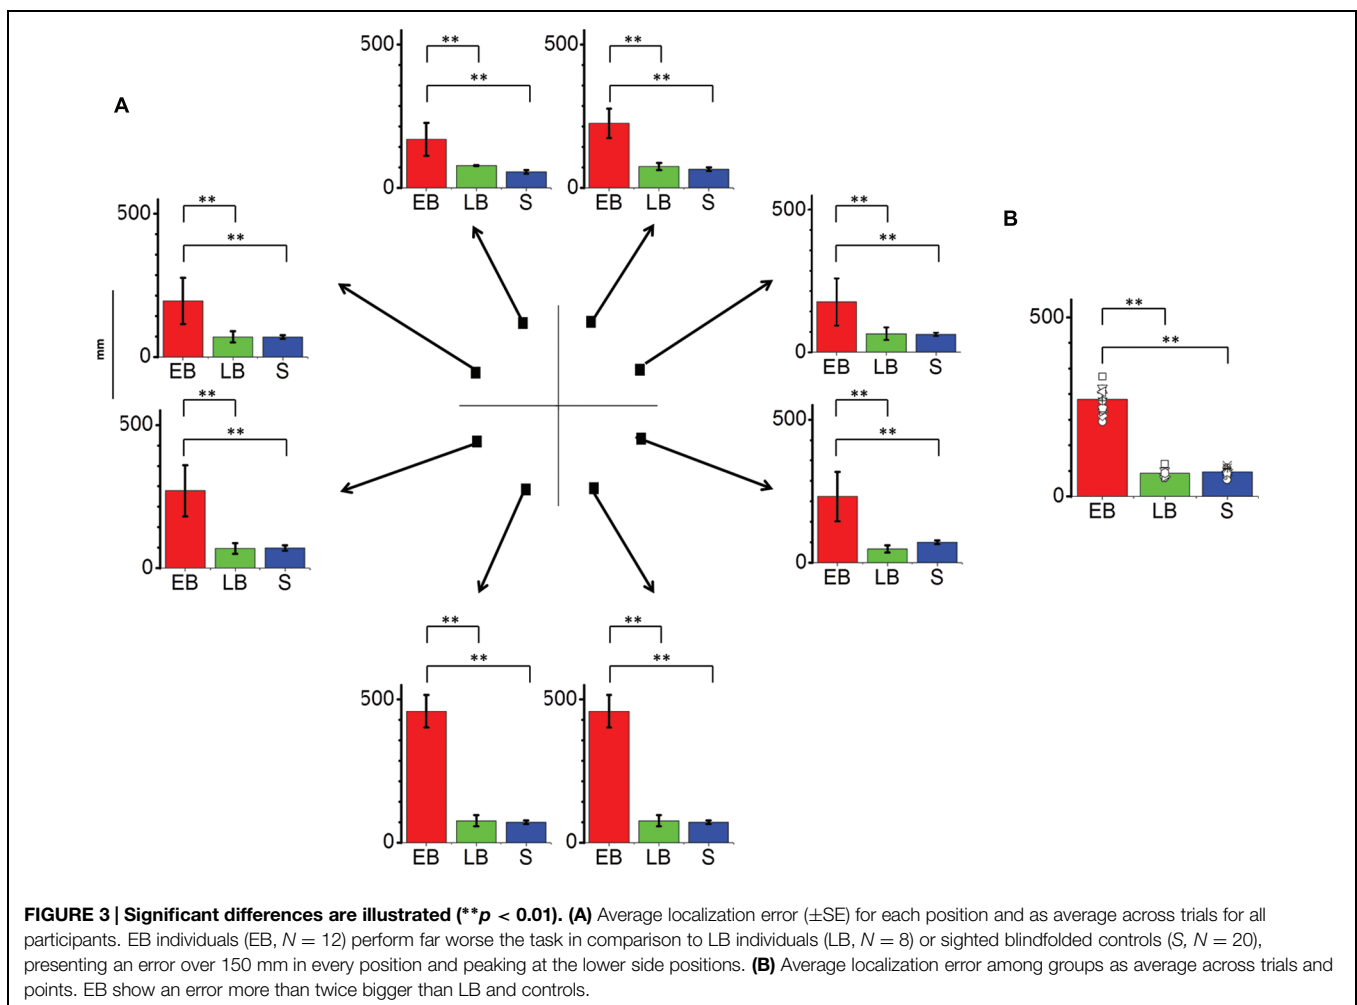 A
500
**
**
0
EB LB S
500
**
**
0
EB LB S
500
**
**
0
EB LB S
500
**
**
0
EB LB S
B
mm
500
**
**
0
EB LB S
500
**
**
0
EB LB S
500
**
**
0
EB LB S
500
**
**
0
EB LB S
500
**
**
0
EB LB S
FIGURE 3 | Significant differences are illustrated (**p < 0.01). (A) Average localization error (±SE) for each position and as average across trials for all
participants. EB individuals (EB, N = 12) perform far worse the task in comparison to LB individuals (LB, N = 8) or sighted blindfolded controls (S, N = 20),
presenting an error over 150 mm in every position and peaking at the lower side positions. (B) Average localization error among groups as average across trials and
points. EB show an error more than twice bigger than LB and controls.